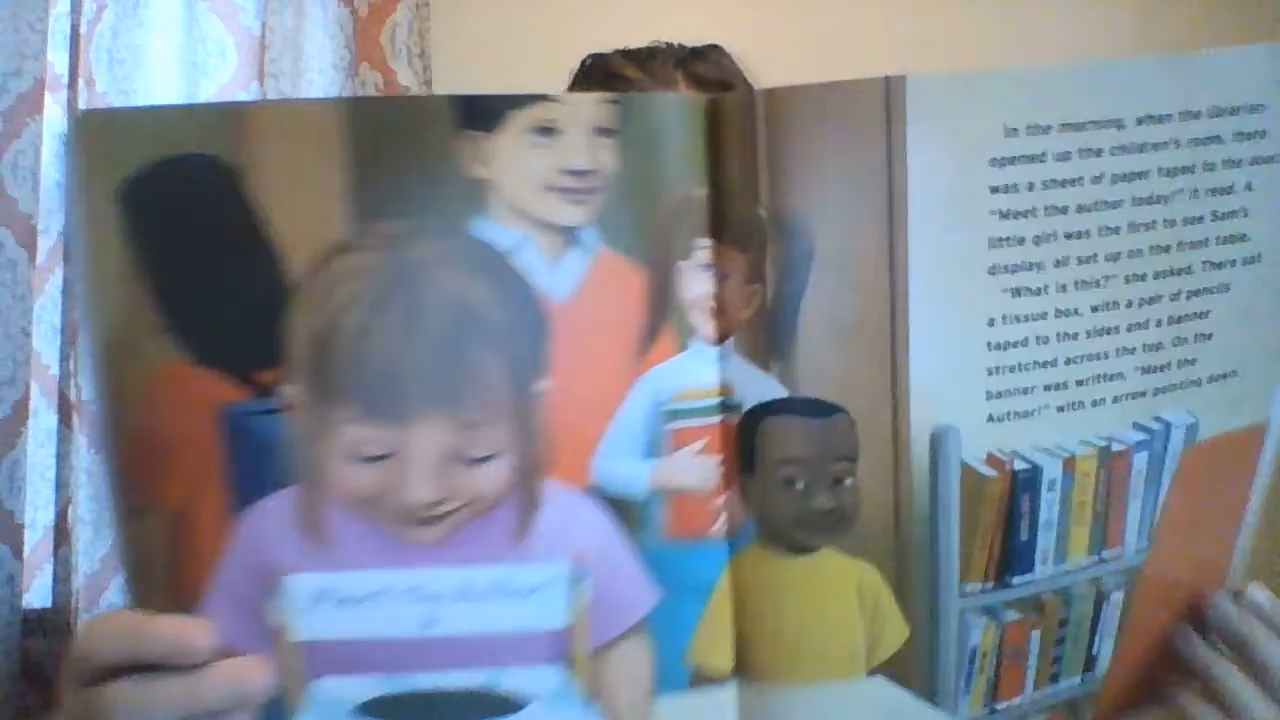 Meet the Author!
In the morning, when the librarian
opened up the children's room, there
was a sheet of paper taped to the door.
"Meet the author today!" it read. A
little girl was the first to see Sam's
display, all set up on the front table.
"What is this?" she asked. There sat
a tissue box, with a pair of pencils
taped to the sides and a banner
stretched across the top. On the
banner was written, "Meet the
Author!" with an arrow pointing down.